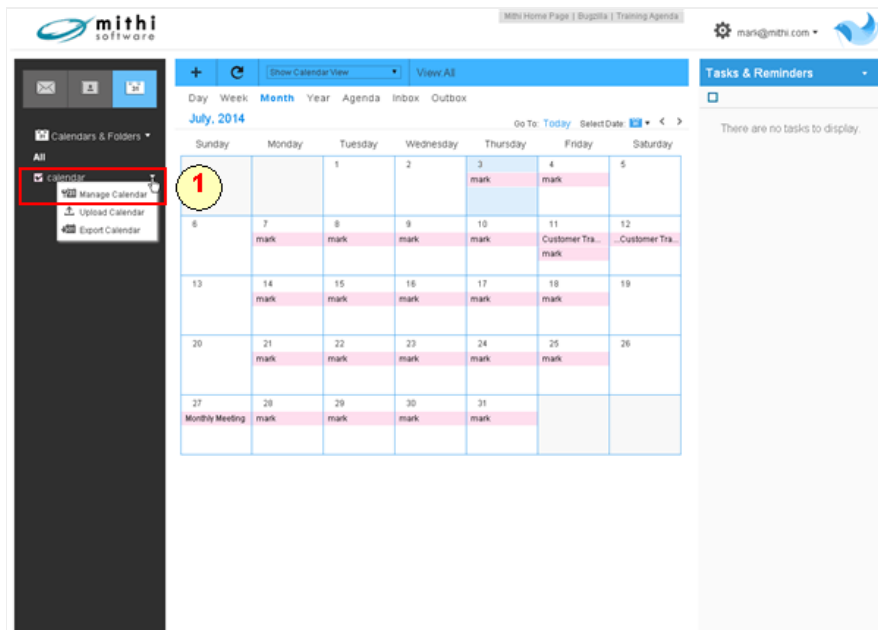 mithi
software
Mithi Home Page | Bugzilla | Training Agenda
mark@mithi.com
Show Calendar View
View All
Tasks & Reminders
Day Week Month Year Agenda Inbox Outbox
July, 2014
Go To: Today Select Date:
There are no tasks to display.
Calendars & Folders
All
calendar
Manage Calendar
Upload Calendar
Export Calendar
1
Sunday Monday Tuesday Wednesday Thursday Friday Saturday
1 2 3 4 5
mark mark
6 7 8 9 10 11 12
mark mark mark mark Customer Tra... ...Customer Tra...
mark
13 14 15 16 17 18 19
mark mark mark mark mark
20 21 22 23 24 25 26
mark mark mark mark mark
27 28 29 30 31
Monthly Meeting mark mark mark mark